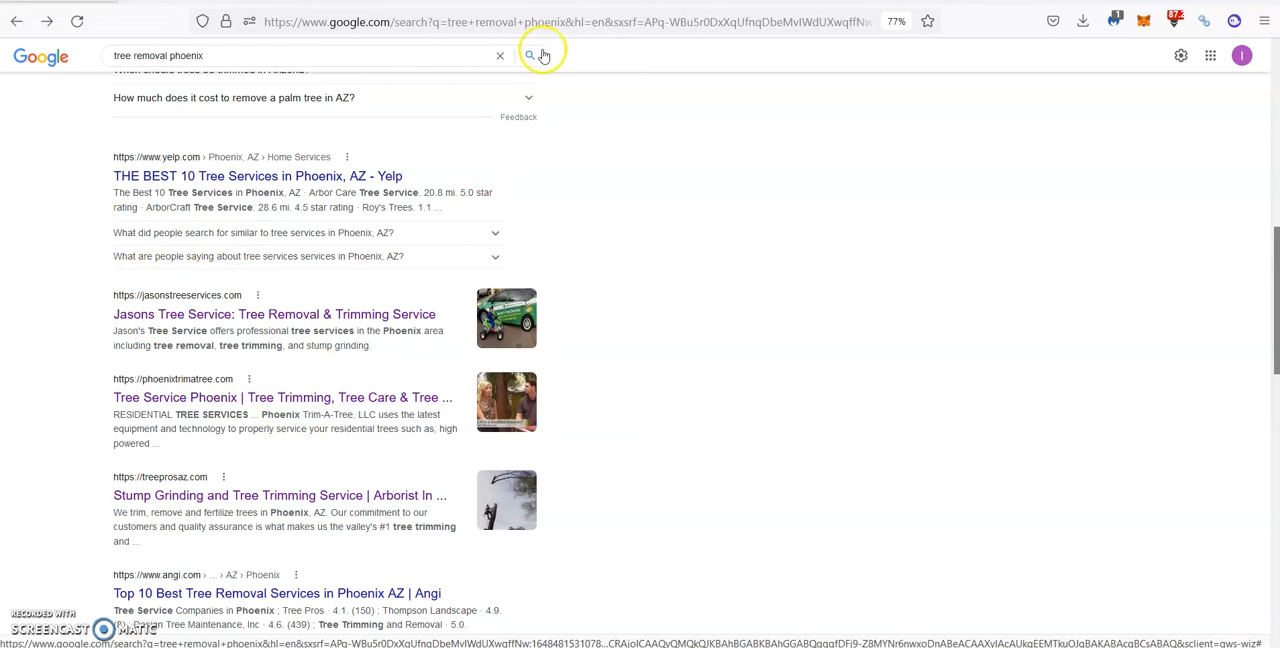 https://www.google.com/search?q=tree+removal+phoenix&hl=en&sxsrf=APq-WBu5r0DxXqUfnqDbeMvIWdUXwqffNw
77%
1
87.
Google
tree removal phoenix
I
How much does it cost to remove a palm tree in AZ?
Feedback
https://www.yelp.com › Phoenix, AZ › Home Services
THE BEST 10 Tree Services in Phoenix, AZ - Yelp
The Best 10 Tree Services in Phoenix, AZ · Arbor Care Tree Service. 20.8 mi. 5.0 star
rating · ArborCraft Tree Service. 28.6 mi. 4.5 star rating · Roy's Trees. 1.1 ...
What did people search for similar to tree services in Phoenix, AZ?
What are people saying about tree services services in Phoenix, AZ?
https://jasonstreeservices.com
Jasons Tree Service: Tree Removal & Trimming Service
Jason's Tree Service offers professional tree services in the Phoenix area
including tree removal, tree trimming, and stump grinding.
https://phoenixtrimatree.com
Tree Service Phoenix | Tree Trimming, Tree Care & Tree ...
RESIDENTIAL TREE SERVICES ... Phoenix Trim-A-Tree, LLC uses the latest
equipment and technology to properly service your residential trees such as, high
powered ...
https://treeprosaz.com
Stump Grinding and Tree Trimming Service | Arborist In ...
We trim, remove and fertilize trees in Phoenix, AZ. Our commitment to our
customers and quality assurance is what makes us the valley's #1 tree trimming
and ...
https://www.angi.com › ... › AZ › Phoenix
Top 10 Best Tree Removal Services in Phoenix AZ | Angi
Tree Service Companies in Phoenix ; Tree Pros · 4.1. (150) ; Thompson Landscape · 4.9.
Design Tree Maintenance, Inc · 4.6. (439) ; Tree Trimming and Removal · 5.0.
RECORDED WITH
SCREENCAST MATIC